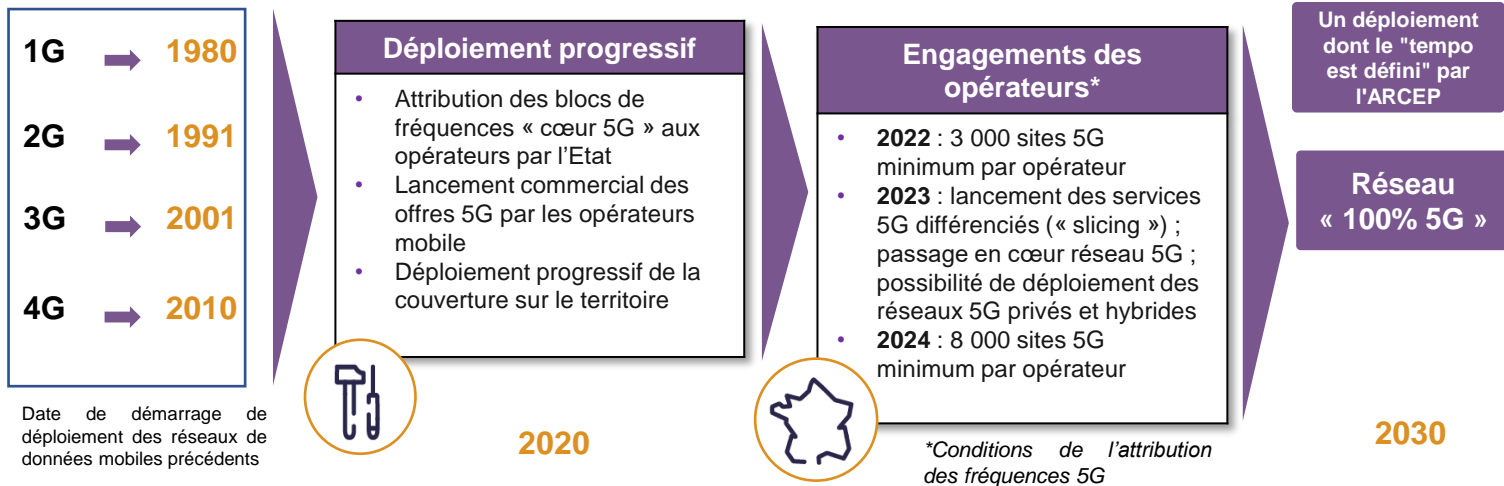 1G 1980
2G 1991
3G 2001
4G 2010
Date de démarrage de
déploiement des réseaux de
données mobiles précédents
Déploiement progressif
• Attribution des blocs de
fréquences « cœur 5G » aux
opérateurs par l'Etat
• Lancement commercial des
offres 5G par les opérateurs
mobile
• Déploiement progressif de la
couverture sur le territoire
2020
Engagements des
opérateurs*
• 2022 : 3 000 sites 5G
minimum par opérateur
• 2023 : lancement des services
5G différenciés (« slicing ») ;
passage en cœur réseau 5G ;
possibilité de déploiement des
réseaux 5G privés et hybrides
• 2024 : 8 000 sites 5G
minimum par opérateur
*Conditions de l'attribution
des fréquences 5G
Un déploiement
dont le "tempo
est défini" par
l'ARCEP
Réseau
« 100% 5G »
2030